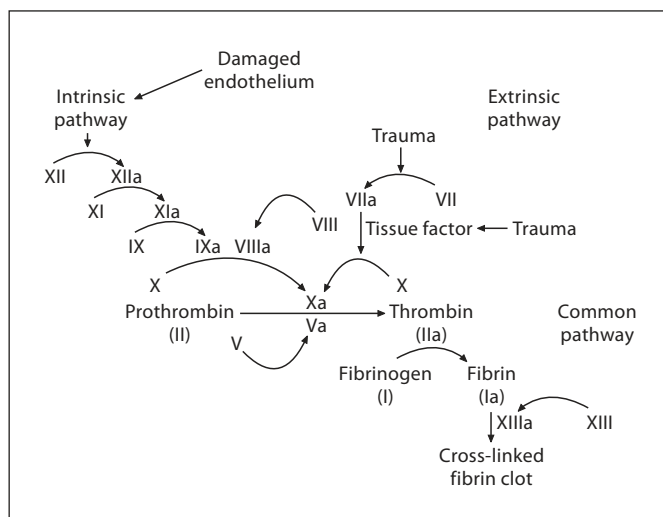 Damaged
endothelium
Intrinsic
pathway
Extrinsic
pathway
Trauma
XII
XIIa
VIIa
VII
XI
XIa
VIII
Tissue factor
Trauma
IX
IXa
VIIIa
X
Xa
X
Prothrombin
(II)
Va
Thrombin
(IIa)
Common
pathway
V
Fibrinogen
(I)
Fibrin
(Ia)
XIIIa
XIII
Cross-linked
fibrin clot